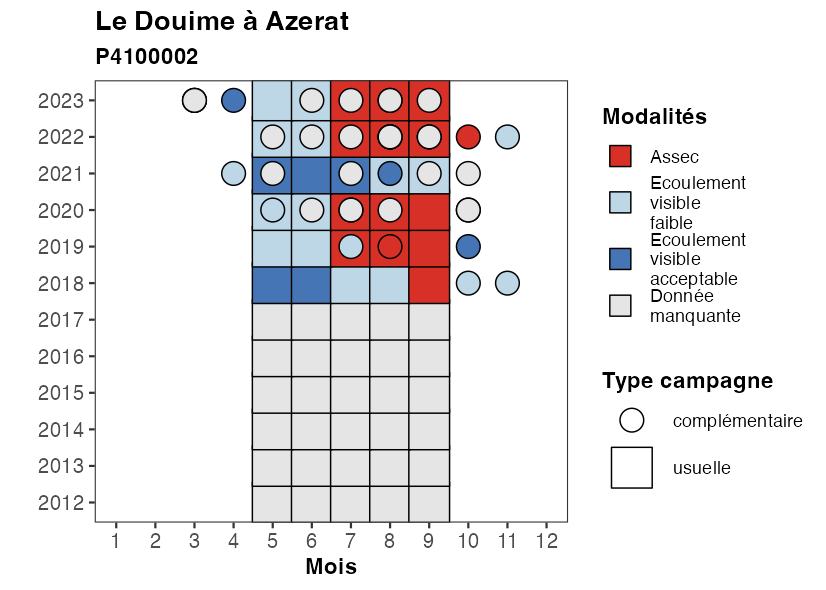 Le Douime à Azerat
P4100002
2023
2022
2021
2020
2019
2018
2017
2016
2015
2014
2013
2012
1 2 3 4 5 6 7 8 9 10 11 12
Mois
Modalités
Assec
Ecoulement
visible
faible
Ecoulement
visible
acceptable
Donnée
manquante
Type campagne
complémentaire
usuelle